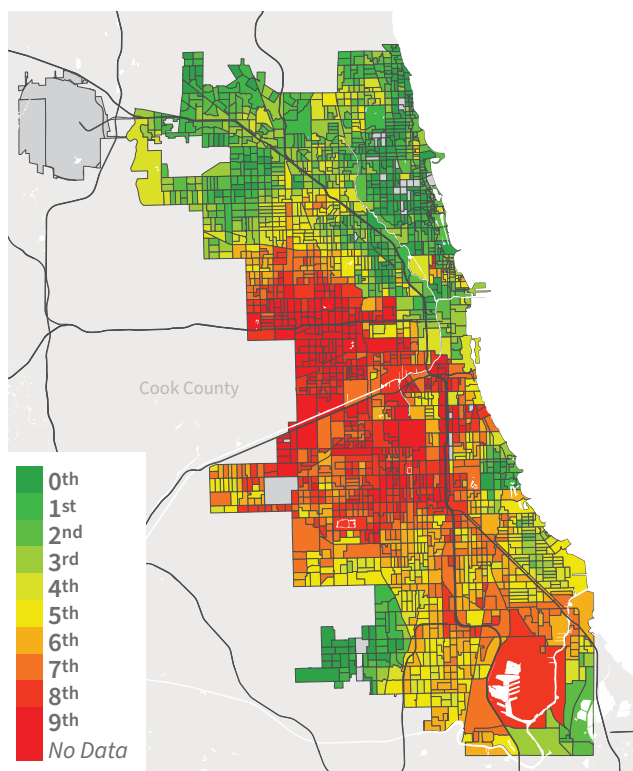 Cook County
0th
1st
2nd
3rd
4th
5th
6th
7th
8th
9th
No Data